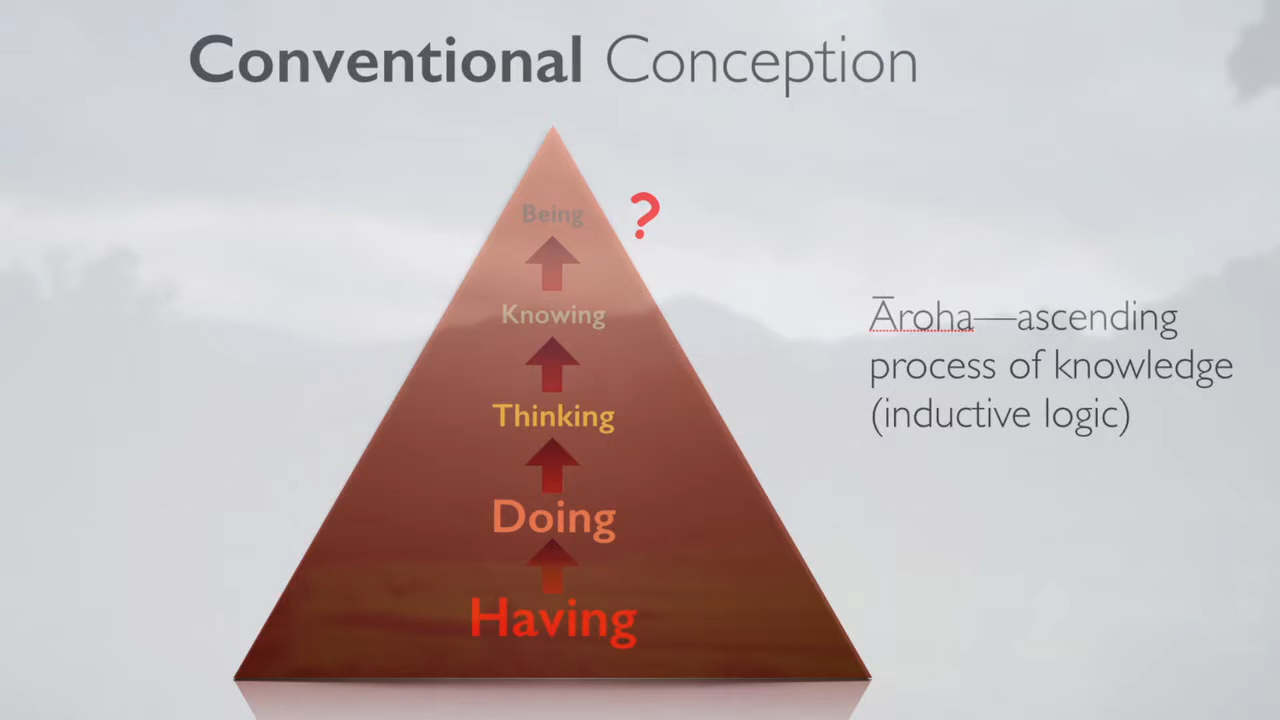 Conventional Conception
Being
?
Knowing
Āroha—ascending
process of knowledge
(inductive logic)
Thinking
Doing
Having